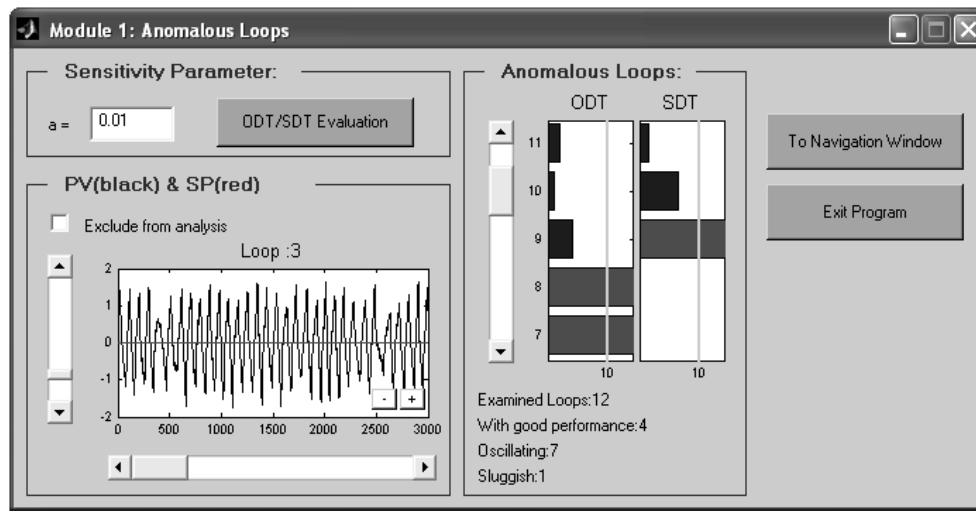 Module 1: Anomalous Loops
Sensitivity Parameter:
a =
0.01
ODT/SDT Evaluation
PV(black) & SP(red)
Exclude from analysis
Loop :3
2
1
0
-1
-2
- +
0 500 1000 1500 2000 2500 3000
Anomalous Loops:
ODT SDT
11
10
9
8
7
10 10
Examined Loops:12
With good performance:4
Oscillating:7
Sluggish:1
To Navigation Window
Exit Program